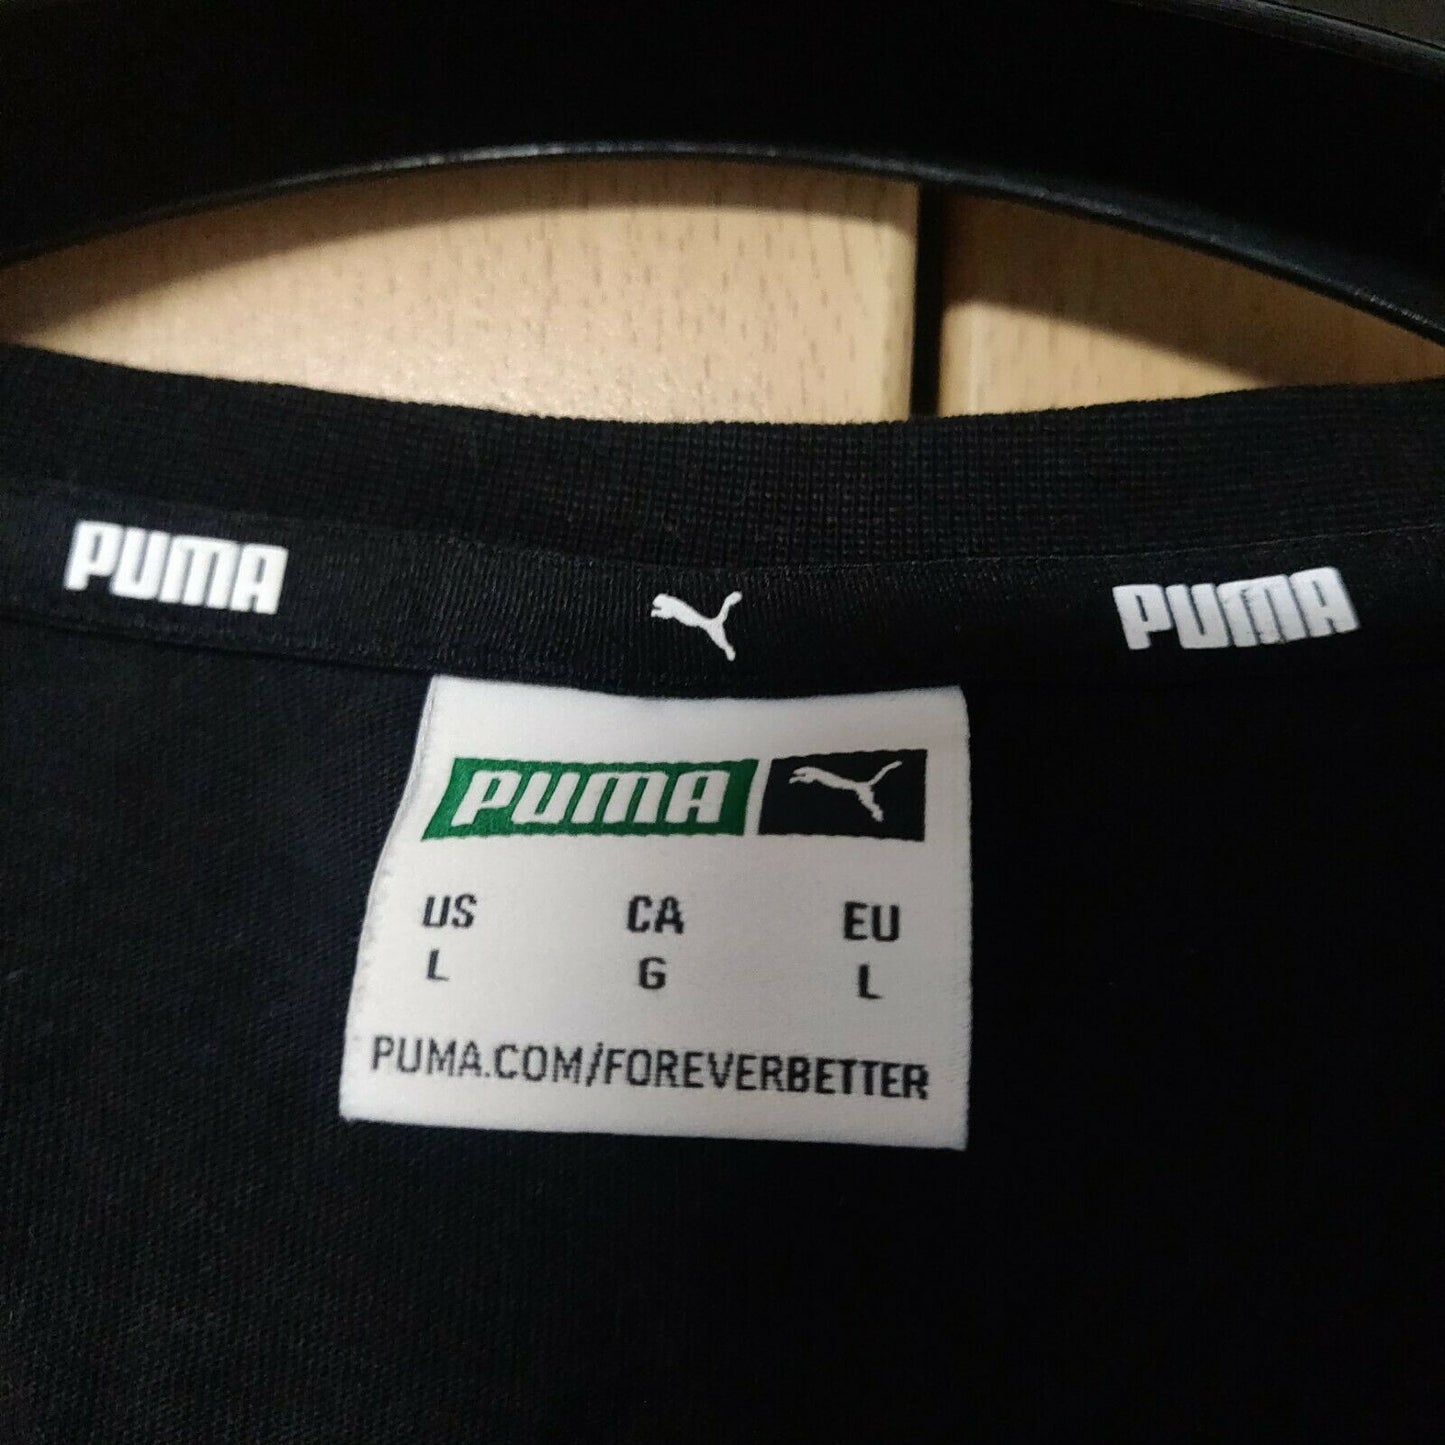 PUMA PUMA
PUMA
US CA EU
L G L
PUMA.COM/FOREVERBETTER